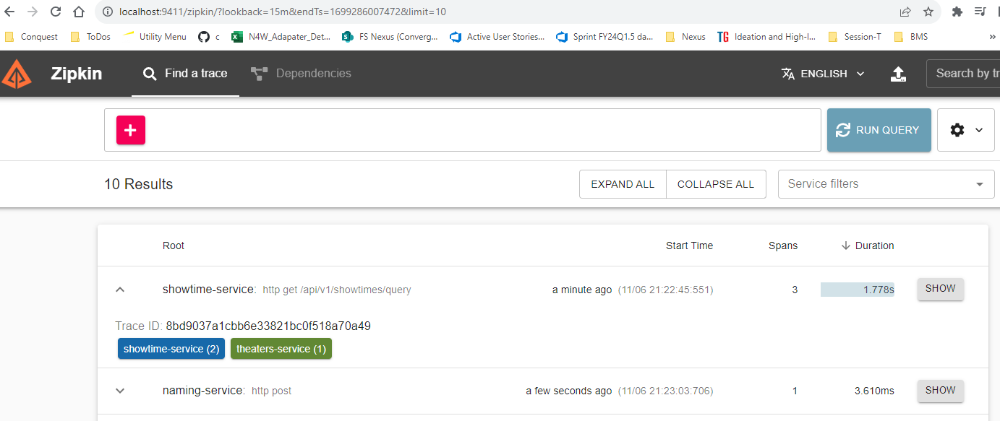 localhost:9411/zipkin/?lookback=15m&endTs=1699286007472&limit=10
Conquest ToDos Utility Menu c N4W_Adapater_Det... FS Nexus (Converg... Active User Stories... Sprint FY24Q1.5 da... Nexus TG Ideation and High-l... Session-T BMS »
Zipkin Find a trace Dependencies ENGLISH Search by tr
+ RUN QUERY
10 Results EXPAND ALL COLLAPSE ALL Service filters
Root Start Time Spans Duration
showtime-service: http get /api/v1/showtimes/query a minute ago (11/06 21:22:45:551) 3 1.778s SHOW
Trace ID: 8bd9037a1cbb6e33821bc0f518a70a49
showtime-service (2) theaters-service (1)
naming-service: http post a few seconds ago (11/06 21:23:03:706) 1 3.610ms SHOW